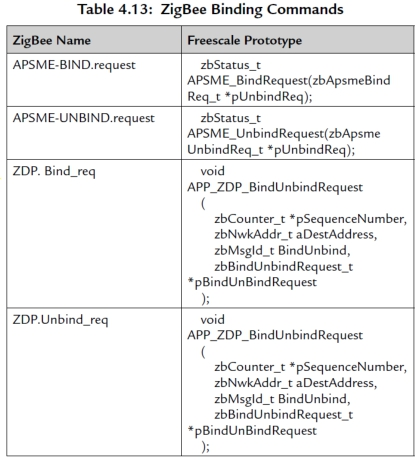 Table 4.13: ZigBee Binding Commands
ZigBee Name
Freescale Prototype
APSME-BIND.request
zbStatus_t
APSME_BindRequest(zbApsmeBind
Req_t *pUnbindReq);
APSME-UNBIND.request
zbStatus_t
APSME_UnbindRequest(zbApsme
UnbindReq_t *pUnbindReq);
ZDP. Bind_req
void
APP_ZDP_BindUnbindRequest
(
zbCounter_t *pSequenceNumber,
zbNwkAddr_t aDestAddress,
zbMsgId_t BindUnbind,
zbBindUnbindRequest_t
*pBindUnBindRequest
);
ZDP.Unbind_req
void
APP_ZDP_BindUnbindRequest
(
zbCounter_t *pSequenceNumber,
zbNwkAddr_t aDestAddress,
zbMsgId_t BindUnbind,
zbBindUnbindRequest_t
*pBindUnBindRequest
);